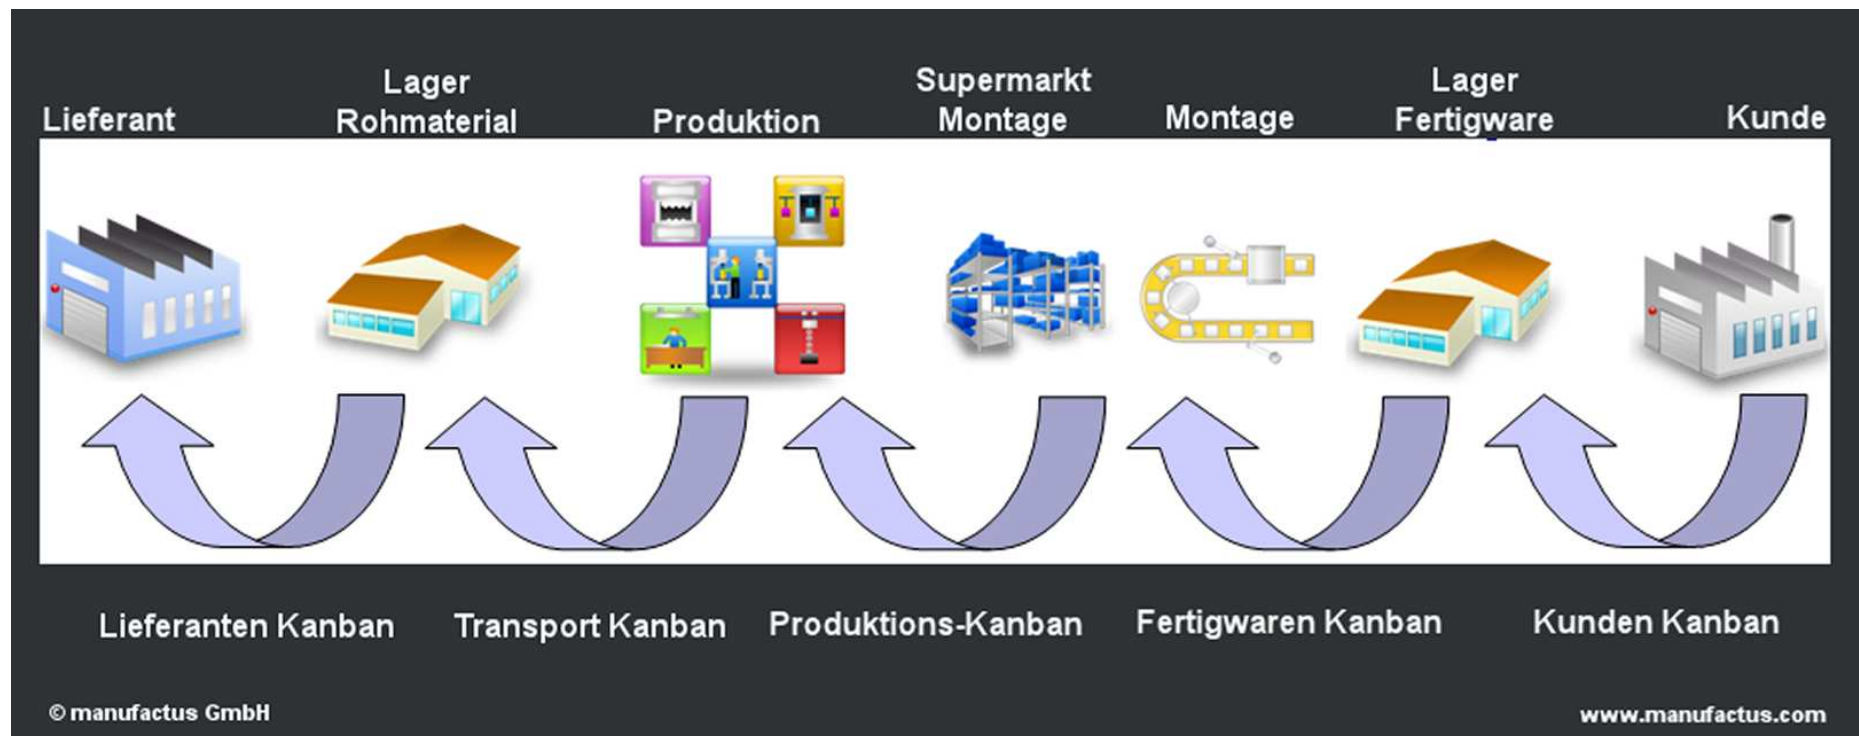 Lieferant
Lager
Rohmaterial
Produktion
Supermarkt
Montage
Montage
Lager
Fertigware
Kunde
Lieferanten Kanban
Transport Kanban
Produktions-Kanban
Fertigwaren Kanban
Kunden Kanban
© manufactus GmbH
www.manufactus.com